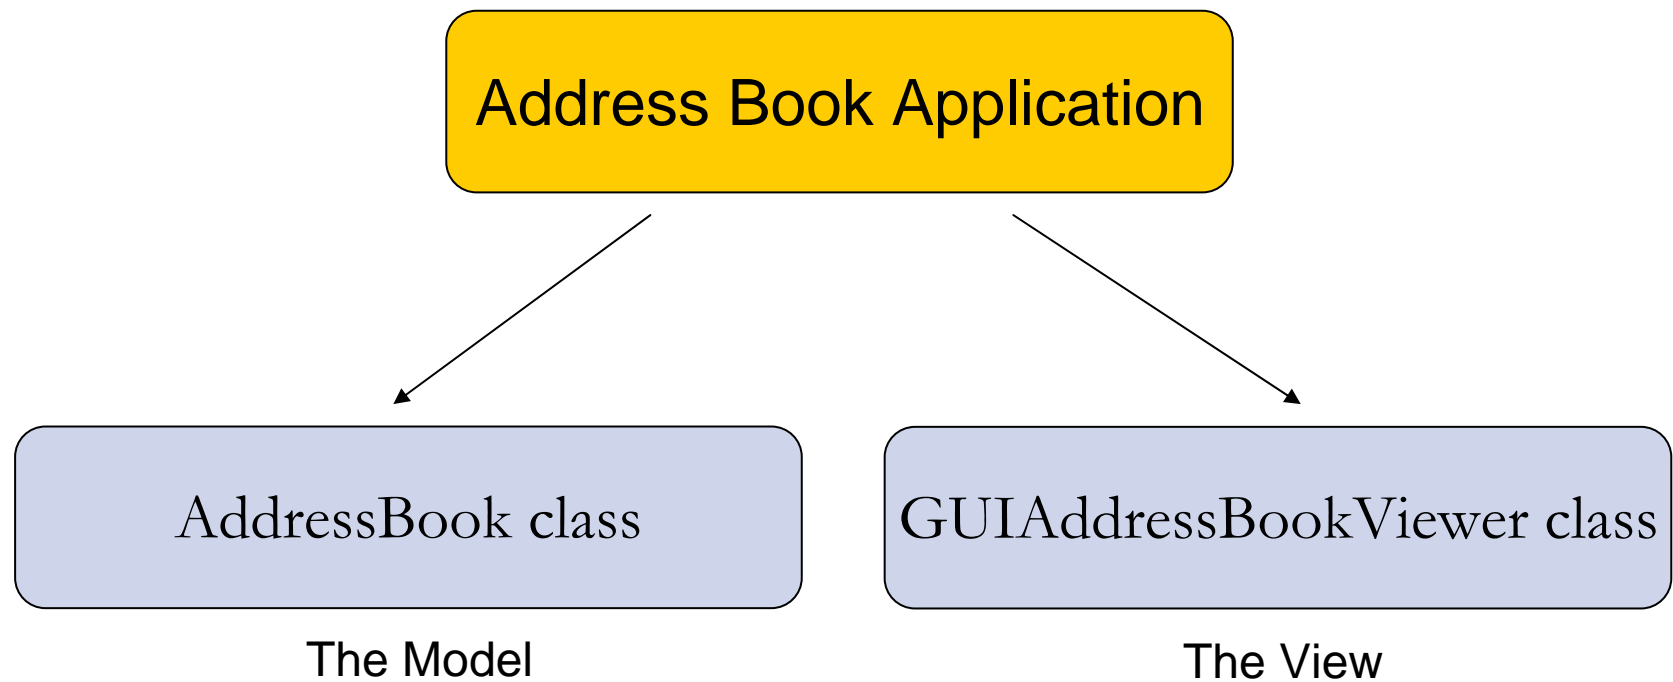 Address Book Application
AddressBook class
GUIAddressBookViewer class
The Model
The View